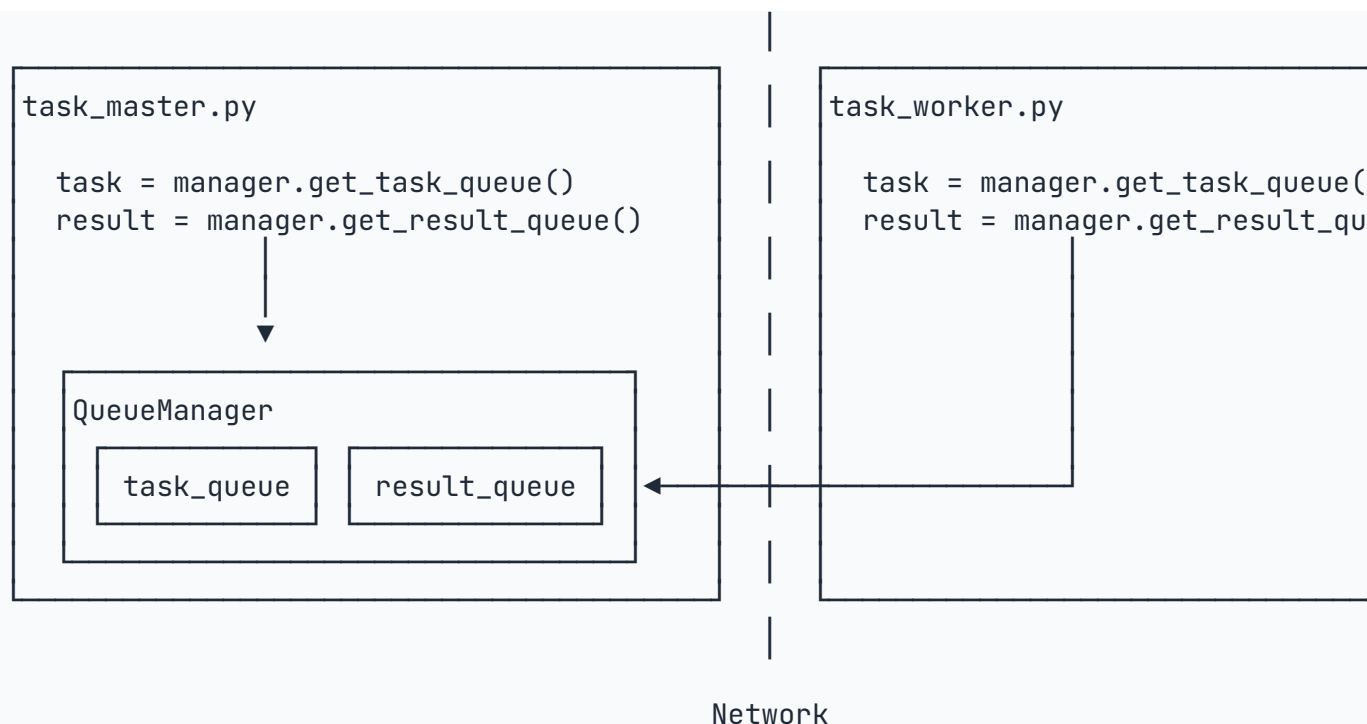 task_master.py
task = manager.get_task_queue()
result = manager.get_result_queue()
QueueManager
task_queue
result_queue
task_worker.py
task = manager.get_task_queue(
result = manager.get_result_qu
Network